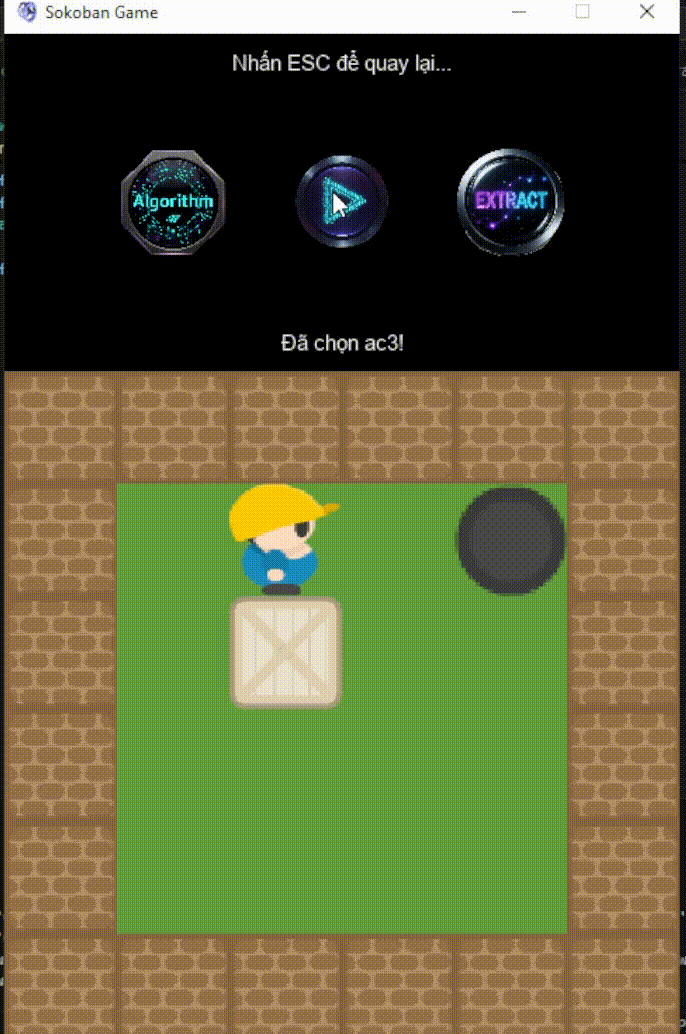 Sokoban Game
Nhấn ESC để quay lại...
Algorithm
EXTRACT
Đã chọn ac3!